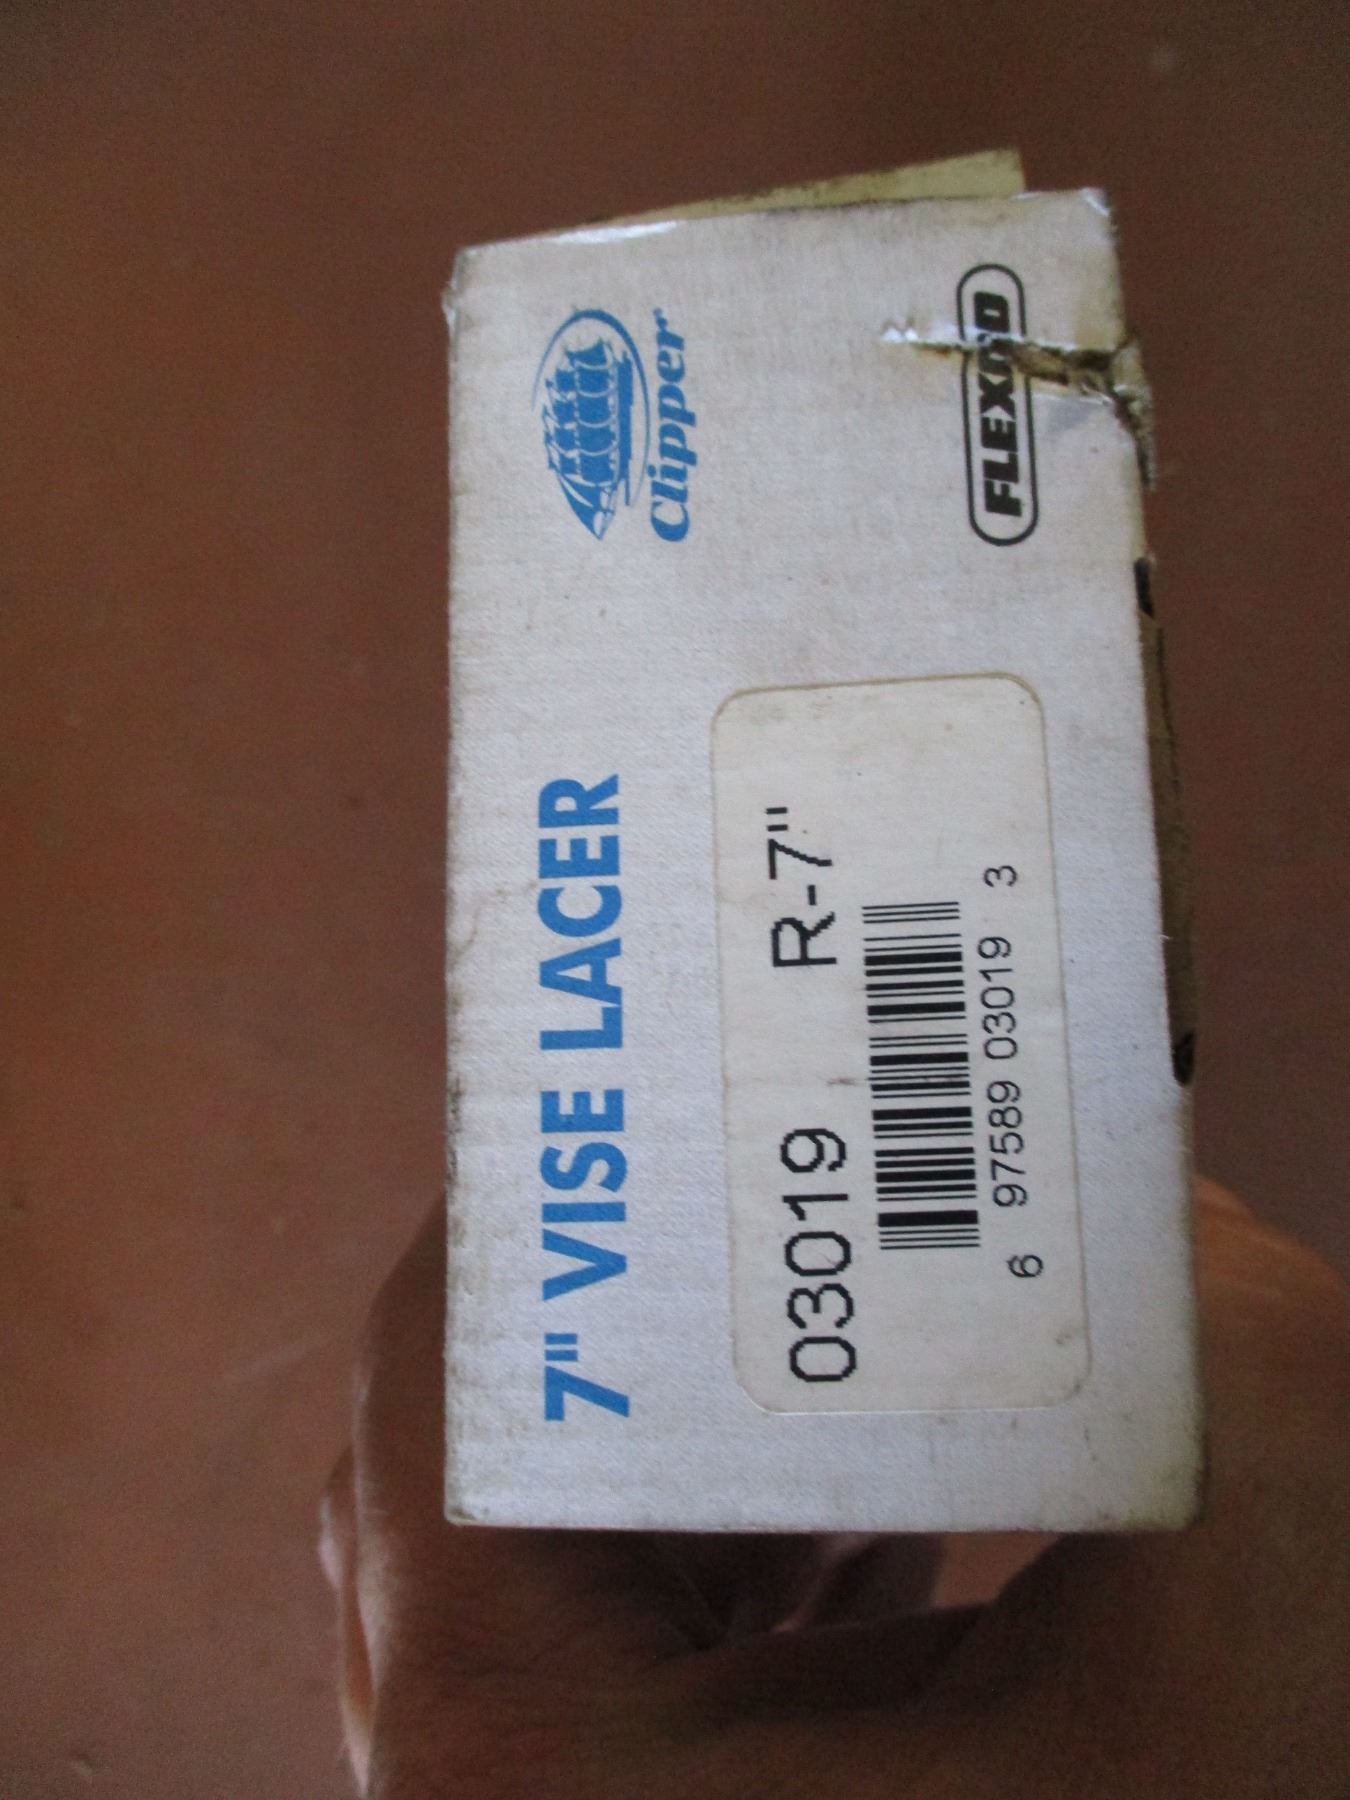 7" VISE LACER
Clipper
03019 R-7"
6 97589 03019 3
FLEXCO